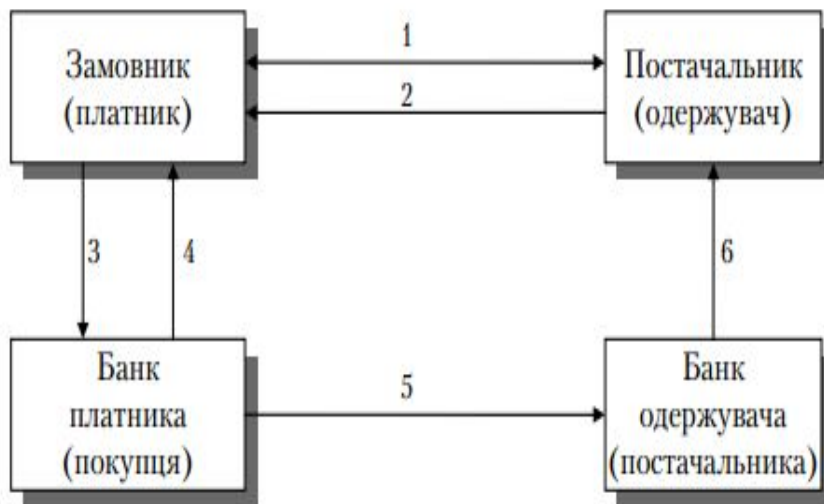 Замовник
(платник)
1
2
Постачальник
(одержувач)
3
4
6
Банк
платника
(покупця)
5
Банк
одержувача
(постачальника)